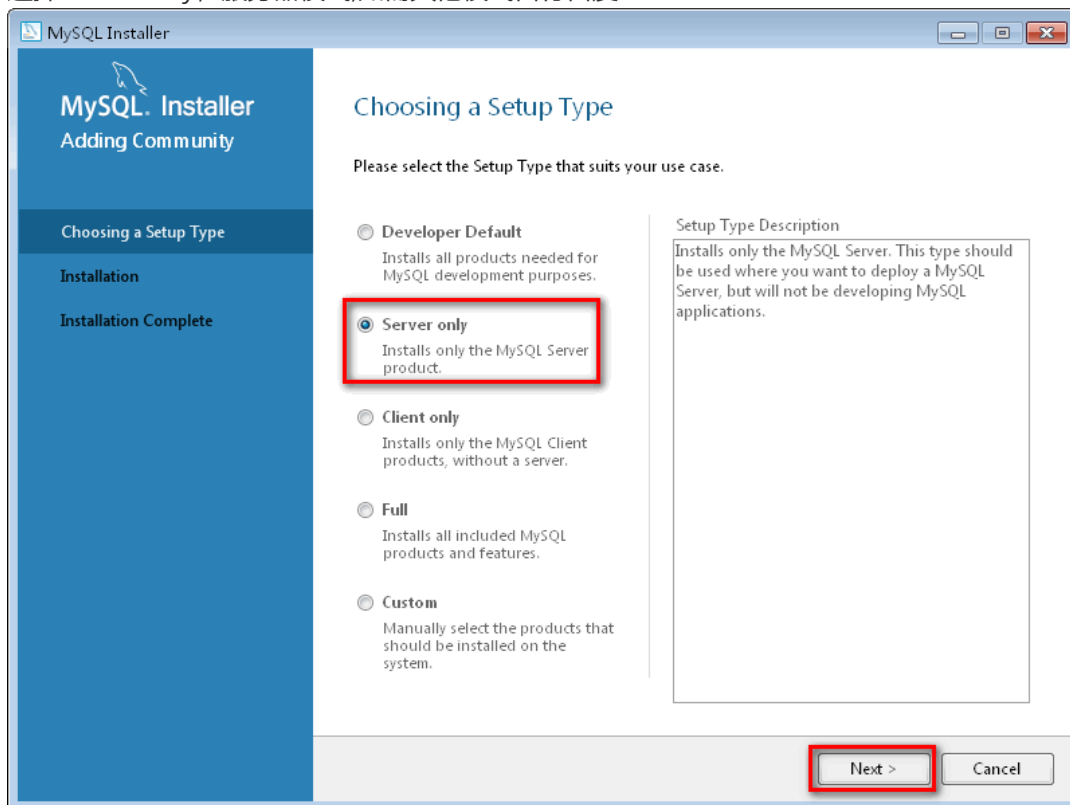 MySQL Installer
MySQL. Installer
Adding Community
Choosing a Setup Type
Installation
Installation Complete
Choosing a Setup Type
Please select the Setup Type that suits your use case.
Developer Default
Installs all products needed for
MySQL development purposes.
Server only
Installs only the MySQL Server
product.
Client only
Installs only the MySQL Client
products, without a server.
Full
Installs all included MySQL
products and features.
Custom
Manually select the products that
should be installed on the
system.
Setup Type Description
Installs only the MySQL Server. This type should
be used where you want to deploy a MySQL
Server, but will not be developing MySQL
applications.
Next >
Cancel